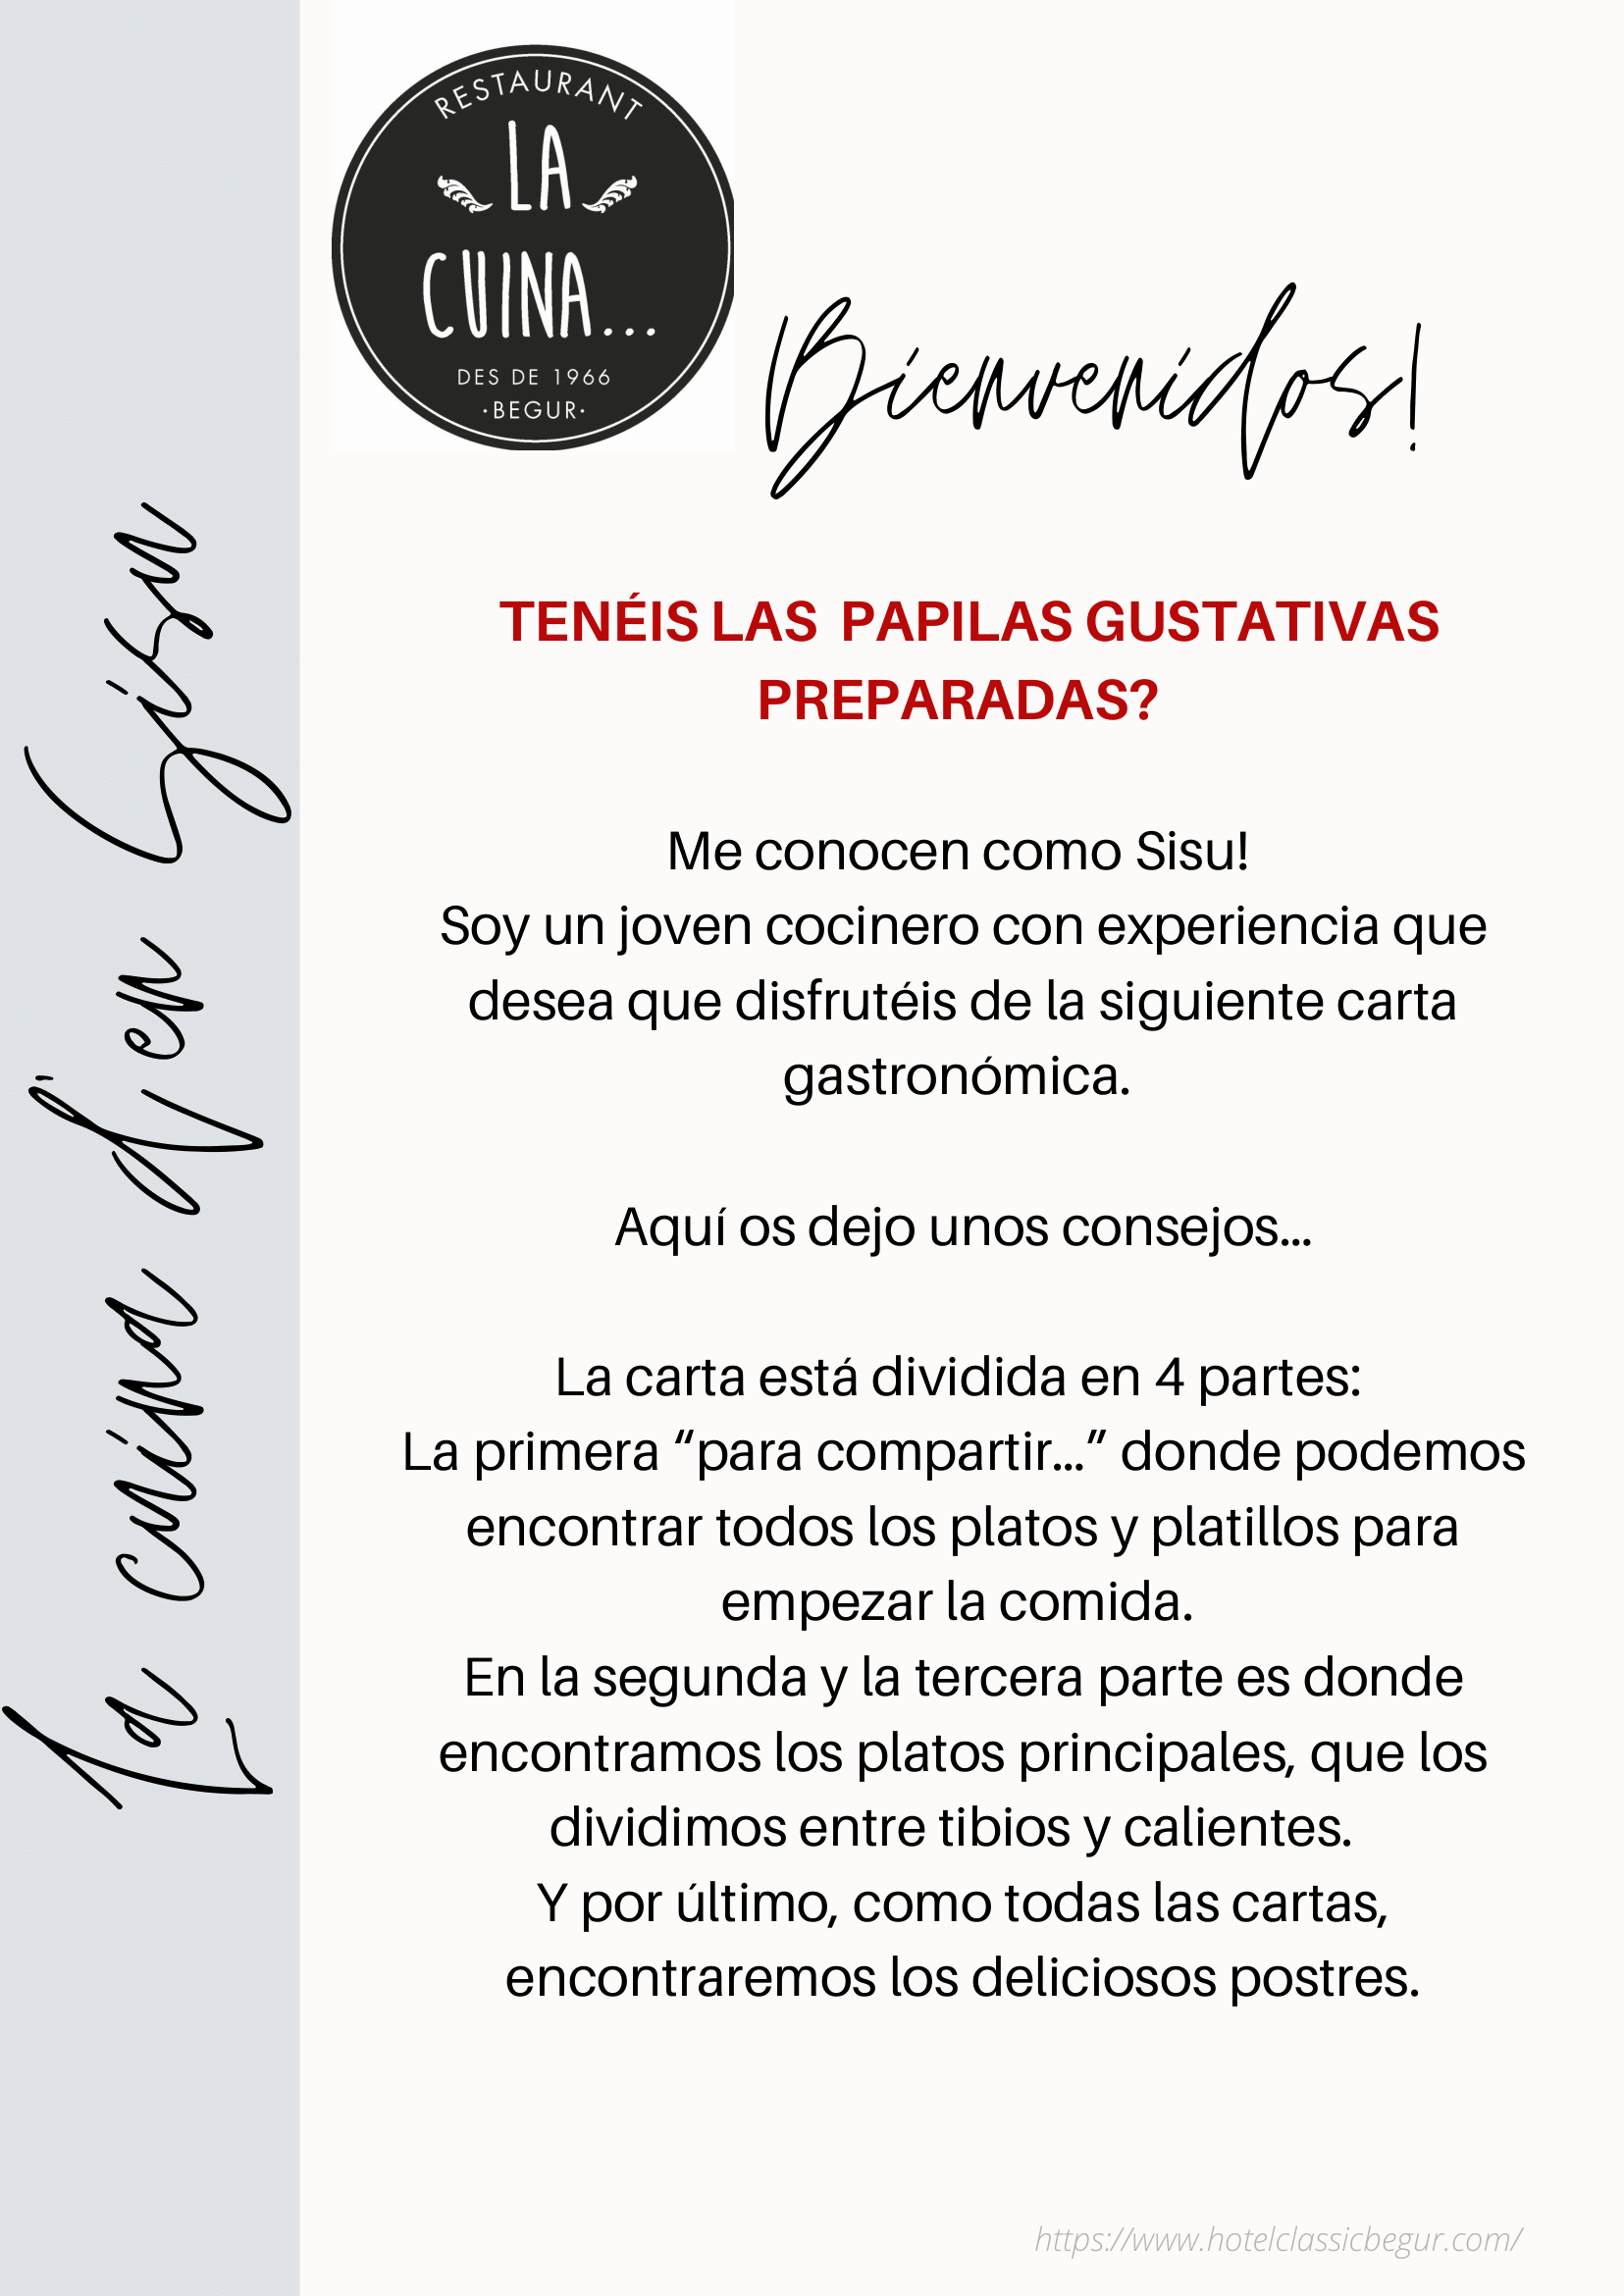 RESTAURANT
LA
CUINA...
DES DE 1966
·BEGUR·
Bienvenidos!
La cuina d'en Sisu
TENÉIS LAS PAPILAS GUSTATIVAS
PREPARADAS?
Me conocen como Sisu!
Soy un joven cocinero con experiencia que
desea que disfrutéis de la siguiente carta
gastronómica.
Aquí os dejo unos consejos...
La carta está dividida en 4 partes:
La primera “para compartir...” donde podemos
encontrar todos los platos y platillos para
empezar la comida.
En la segunda y la tercera parte es donde
encontramos los platos principales, que los
dividimos entre tibios y calientes.
Y por último, como todas las cartas,
encontraremos los deliciosos postres.
https://www.hotelclassicbegur.com/